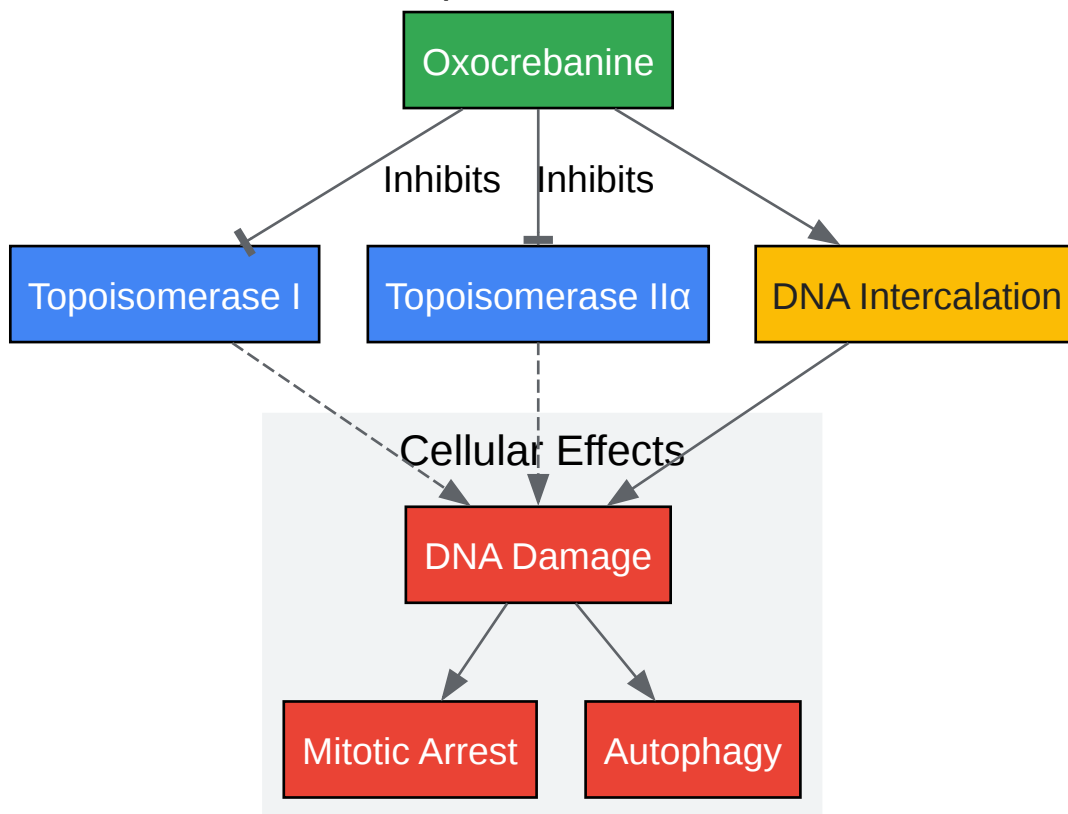 Oxocrebanine
Inhibits
Inhibits
Topoisomerase I
Topoisomerase IIα
DNA Intercalation
Cellular Effects
DNA Damage
Mitotic Arrest
Autophagy